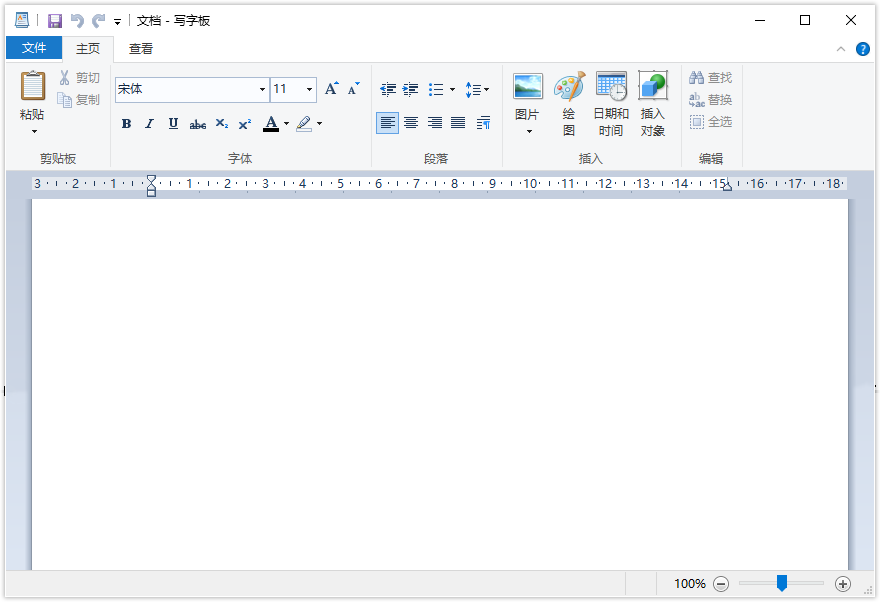 文档 - 写字板
文件 主页 查看
粘贴
剪切
复制
剪贴板
宋体 11
B I U abc X₂ X² A
字体
段落
图片
绘图
日期和时间
插入对象
插入
查找
替换
全选
编辑
3 2 1 1 2 3 4 5 6 7 8 9 10 11 12 13 14 15 16 17 18
100%